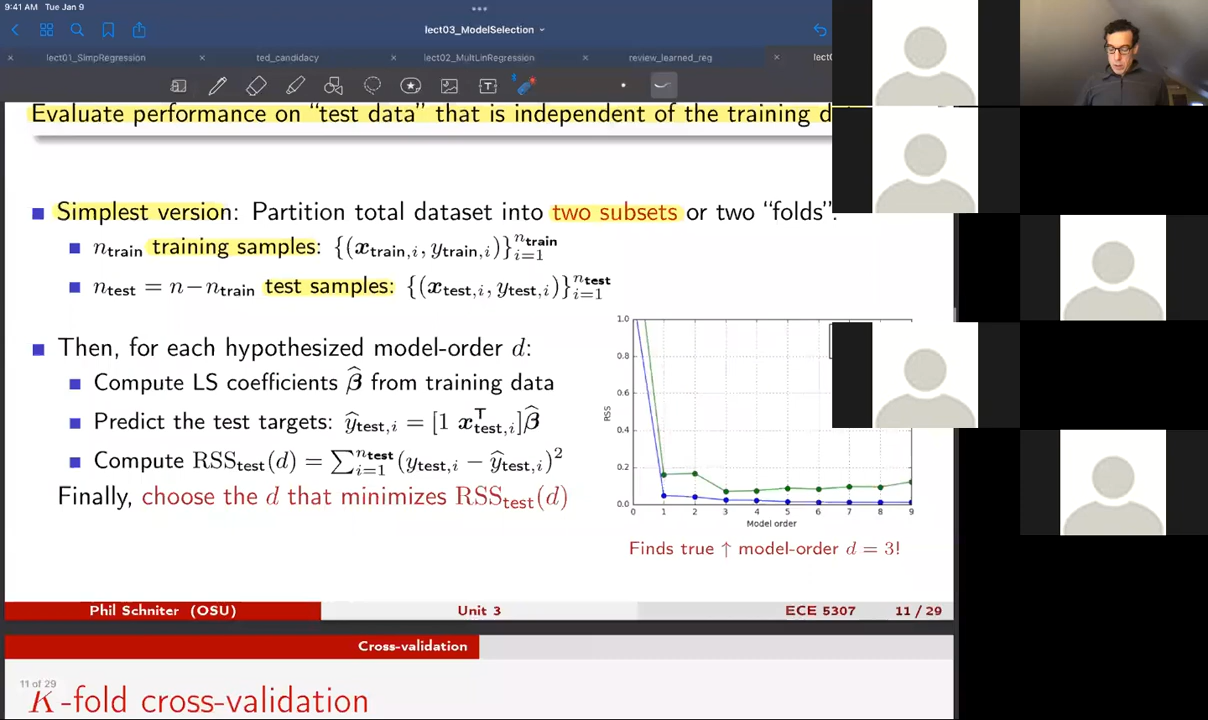 9:41 AM Tue Jan 9
lect03_ModelSelection
lect01_SimpRegression
ted_candidacy
lect02_MultLinRegression
review_learned_reg
lect0
Evaluate performance on “test data” that is independent of the training d
Simplest version: Partition total dataset into two subsets or two “folds”:
n_train training samples: {(x_train,i, y_train,i)}_{i=1}^{n_train}
n_test = n−n_train test samples: {(x_test,i, y_test,i)}_{i=1}^{n_test}
Then, for each hypothesized model-order d:
Compute LS coefficients β̂ from training data
Predict the test targets: ŷ_test,i = [1 x_test,i^T]β̂
Compute RSS_test(d) = ∑_{i=1}^{n_test}(y_test,i − ŷ_test,i)²
Finally, choose the d that minimizes RSS_test(d)
1.0
0.8
0.6
0.4
0.2
0.0
RSS
0 1 2 3 4 5 6 7 8 9
Model order
Finds true ↑ model-order d = 3!
Phil Schniter (OSU) Unit 3 ECE 5307 11 / 29
Cross-validation
11 of 29
K-fold cross-validation